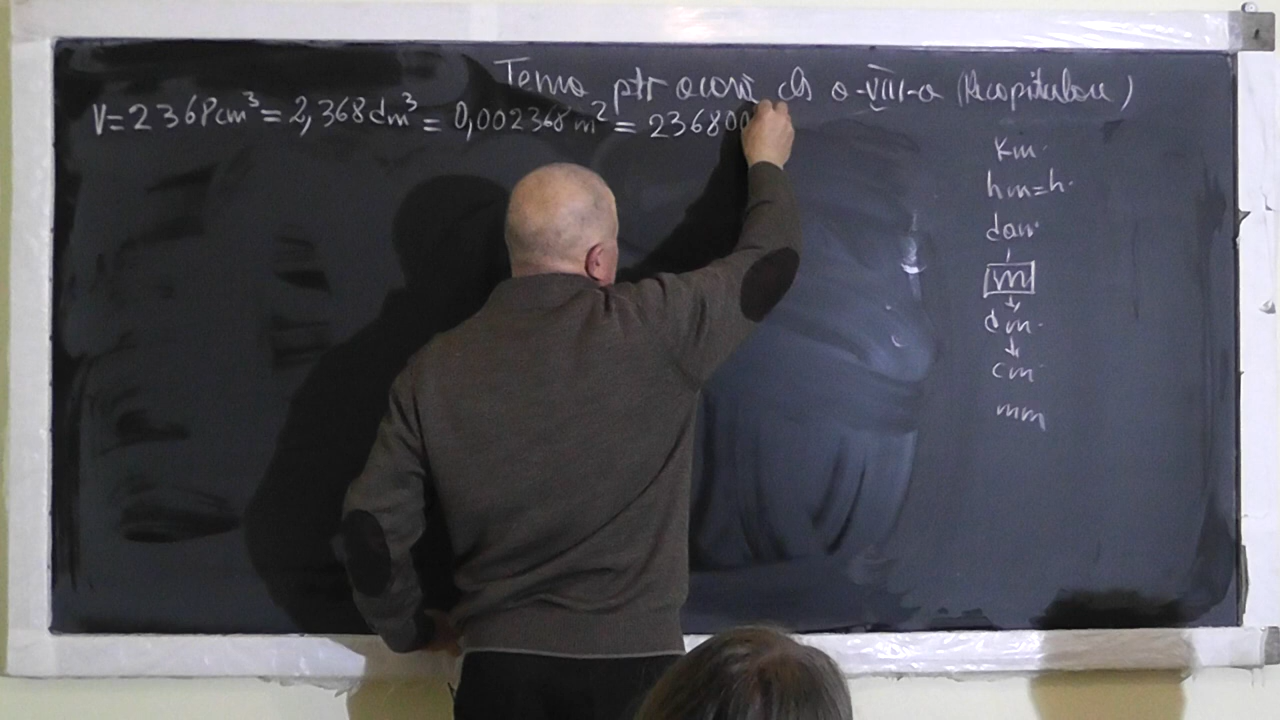 Tema ptr acasă cls a-VIII-a (Recapitulare)
V=2368cm³ = 2,368dm³ = 0,002368m² = 236800
km
hm=h
dam
m
dm
cm
mm